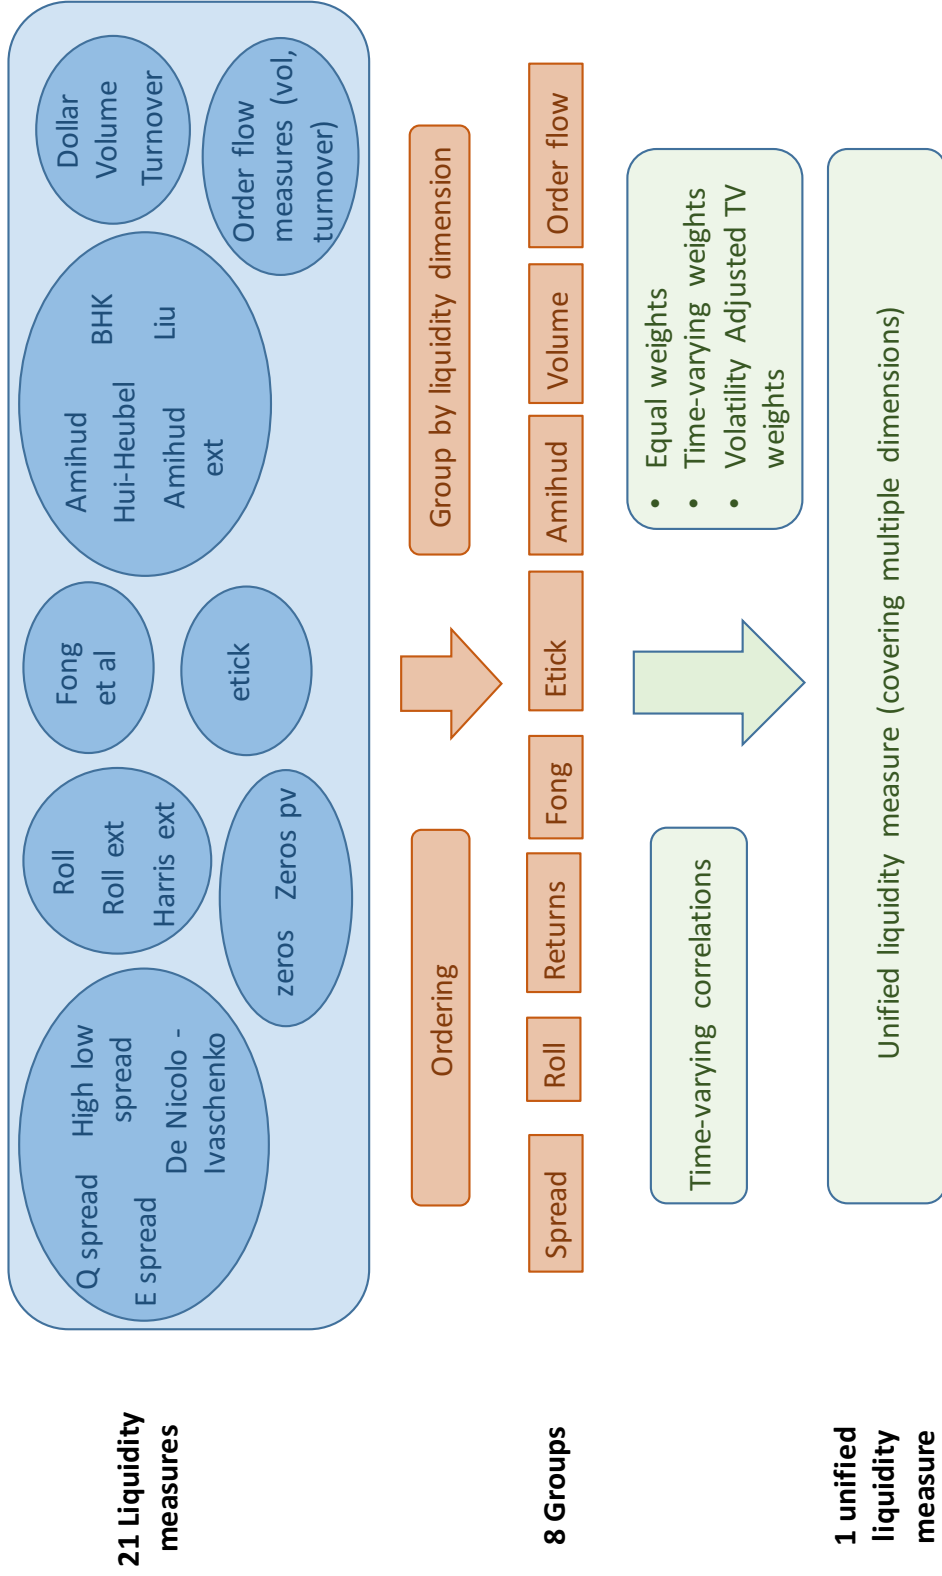 21 Liquidity
measures
Q spread
E spread
High low
spread
De Nicolo -
Ivaschenko
Roll
Roll ext
Harris ext
zeros Zeros pv
Fong
et al
etick
Amihud
Hui-Heubel
Amihud
ext
BHK
Liu
Dollar
Volume
Turnover
Order flow
measures (vol,
turnover)
Ordering
Group by liquidity dimension
8 Groups
Spread
Roll
Returns
Fong
Etick
Amihud
Volume
Order flow
Time-varying correlations
• Equal weights
• Time-varying weights
• Volatility Adjusted TV
weights
1 unified
liquidity
measure
Unified liquidity measure (covering multiple dimensions)